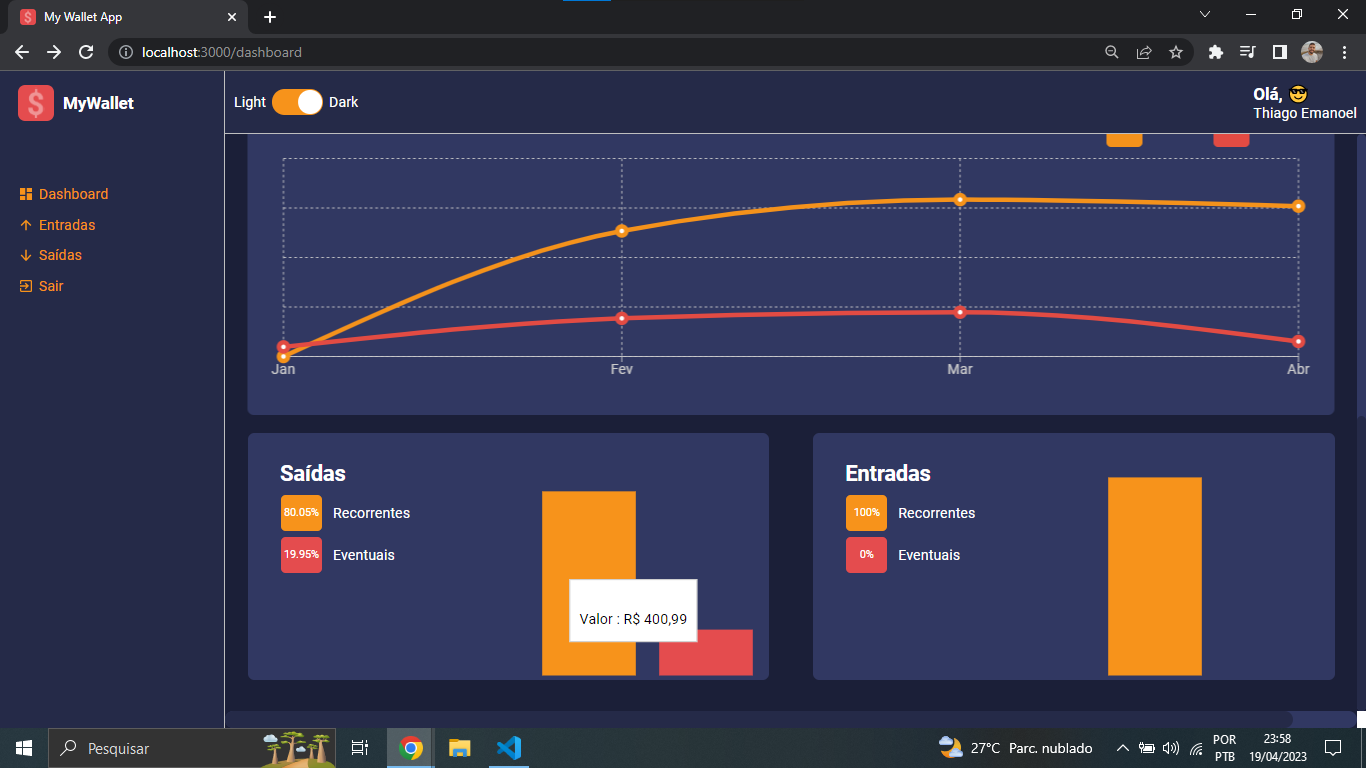 My Wallet App
localhost:3000/dashboard
MyWallet
Light Dark
Olá, 😎
Thiago Emanoel
Dashboard
Entradas
Saídas
Sair
Jan Fev Mar Abr
Saídas
80.05% Recorrentes
19.95% Eventuais
Valor : R$ 400,99
Entradas
100% Recorrentes
0% Eventuais
Pesquisar
27°C Parc. nublado
POR
PTB
23:58
19/04/2023